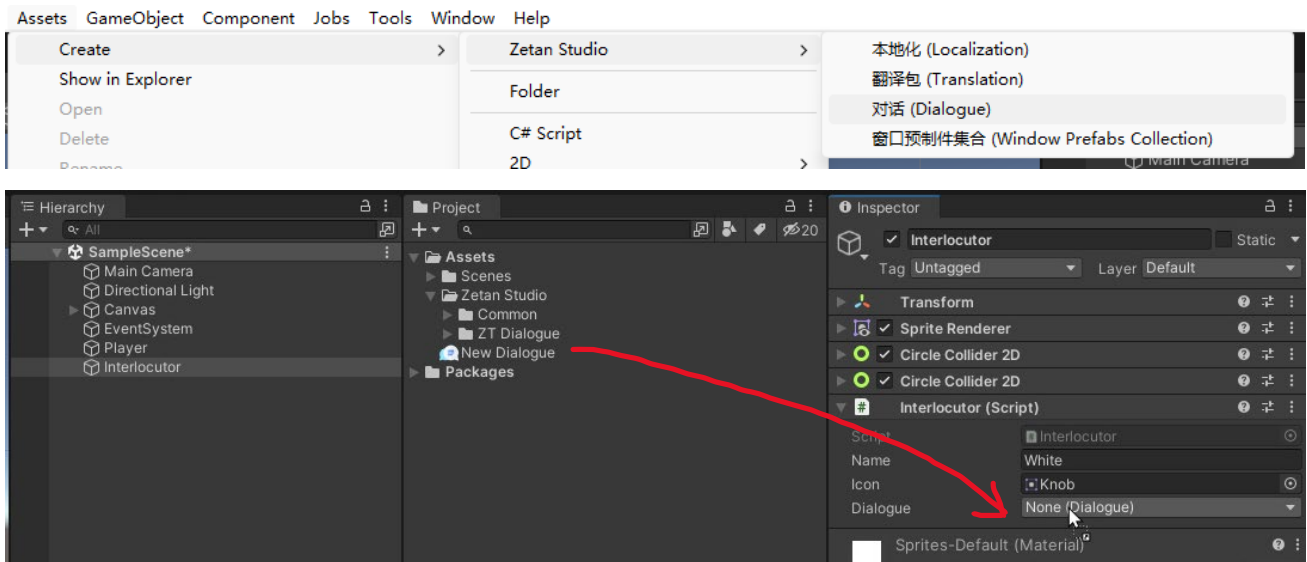 Assets GameObject Component Jobs Tools Window Help
Create > Zetan Studio > 本地化 (Localization)
Show in Explorer 翻译包 (Translation)
Open Folder 对话 (Dialogue)
Delete C# Script 窗口预制件集合 (Window Prefabs Collection)
Rename 2D > Main Camera
Hierarchy
All
SampleScene*
Main Camera
Directional Light
Canvas
EventSystem
Player
Interlocutor
Project
20
Assets
Scenes
Zetan Studio
Common
ZT Dialogue
New Dialogue
Packages
Inspector
Interlocutor Static
Tag Untagged Layer Default
Transform
Sprite Renderer
Circle Collider 2D
Circle Collider 2D
# Interlocutor (Script)
Script Interlocutor
Name White
Icon Knob
Dialogue None (Dialogue)
Sprites-Default (Material)